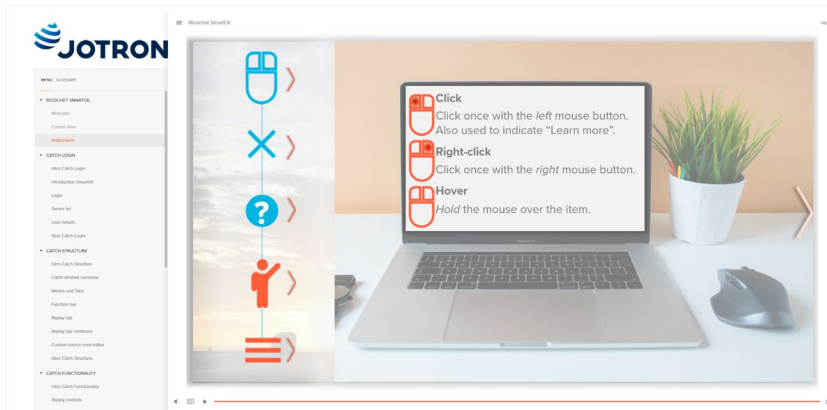 Ricochet SmartOil
JOTRON
MENU GLOSSARY
RICOCHET SMARTOIL
Welcome
Course intro
Instructions
CATCH LOGIN
Intro Catch Login
Introduction SmartOil
Login
Server list
User details
Quiz Catch Login
CATCH STRUCTURE
Intro Catch Structure
Catch window overview
Menus and Tabs
Function bar
Replay tab
Replay tab continues
Custom source view editor
Quiz Catch Structure
CATCH FUNCTIONALITY
Intro Catch Functionality
Replay controls
Click
Click once with the left mouse button.
Also used to indicate “Learn more”.
Right-click
Click once with the right mouse button.
Hover
Hold the mouse over the item.
?